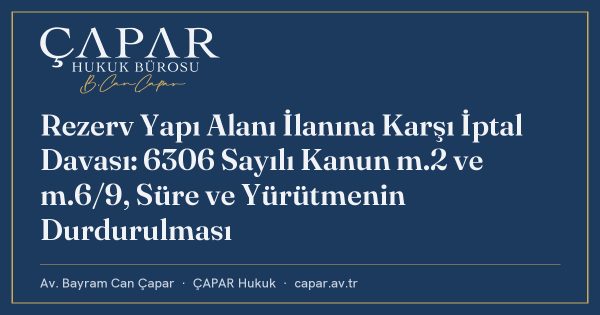 ÇAPAR
HUKUK BÜROSU
B.CanÇapar
Rezerv Yapı Alanı İlanına Karşı İptal
Davası: 6306 Sayılı Kanun m.2 ve
m.6/9, Süre ve Yürütmenin
Durdurulması
Av. Bayram Can Çapar · ÇAPAR Hukuk · capar.av.tr